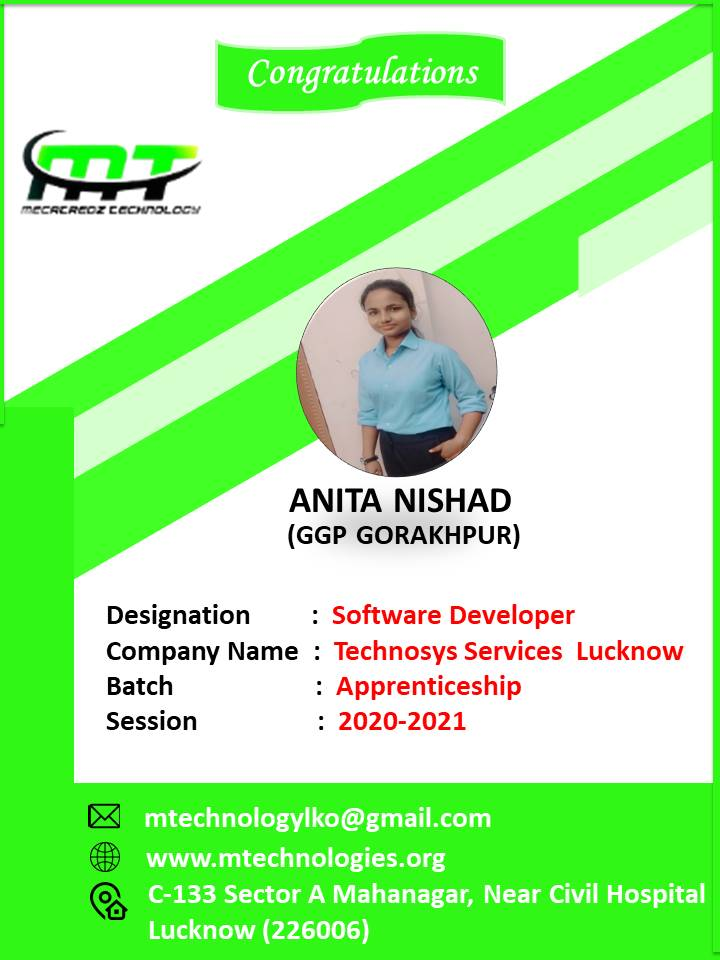 Congratulations
MT
MECATREDZ TECHNOLOGY
ANITA NISHAD
(GGP GORAKHPUR)
Designation : Software Developer
Company Name : Technosys Services Lucknow
Batch : Apprenticeship
Session : 2020-2021
mtechnologylko@gmail.com
www.mtechnologies.org
C-133 Sector A Mahanagar, Near Civil Hospital
Lucknow (226006)